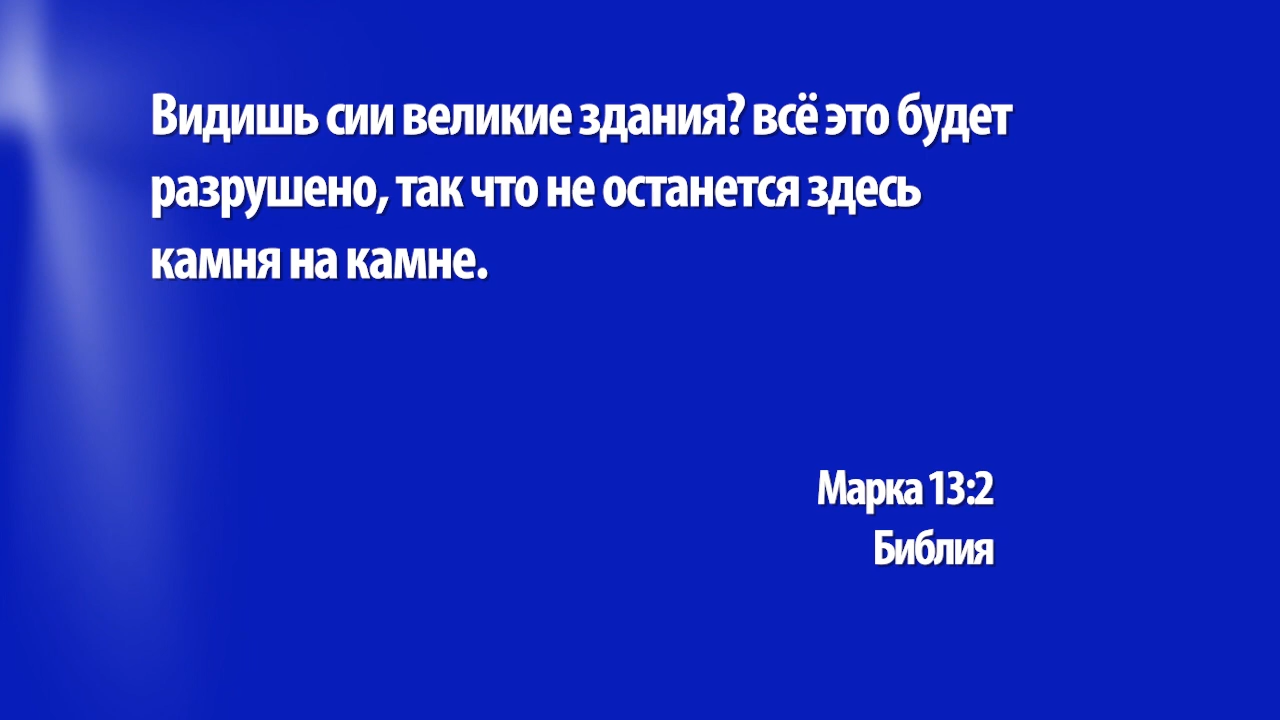 Видишь сии великие здания? всё это будет
разрушено, так что не останется здесь
камня на камне.
Марка 13:2
Библия